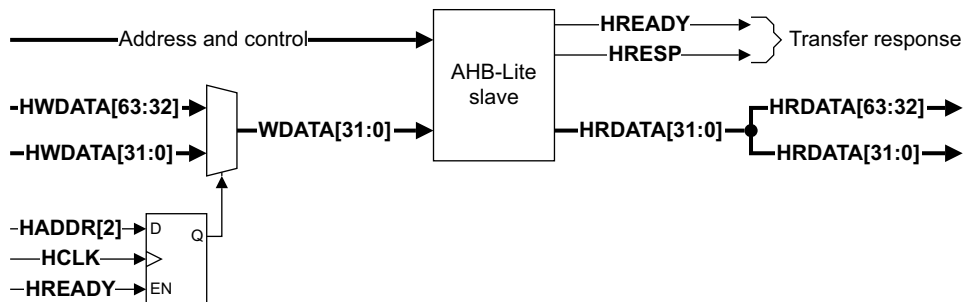 HREADY
Address and control
HRESP
Transfer response
AHB-Lite
slave
HWDATA[63:32]
HRDATA[63:32]
WDATA[31:0]
HRDATA[31:0]
HWDATA[31:0]
HRDATA[31:0]
HADDR[2]
D
Q
HCLK
HREADY
EN